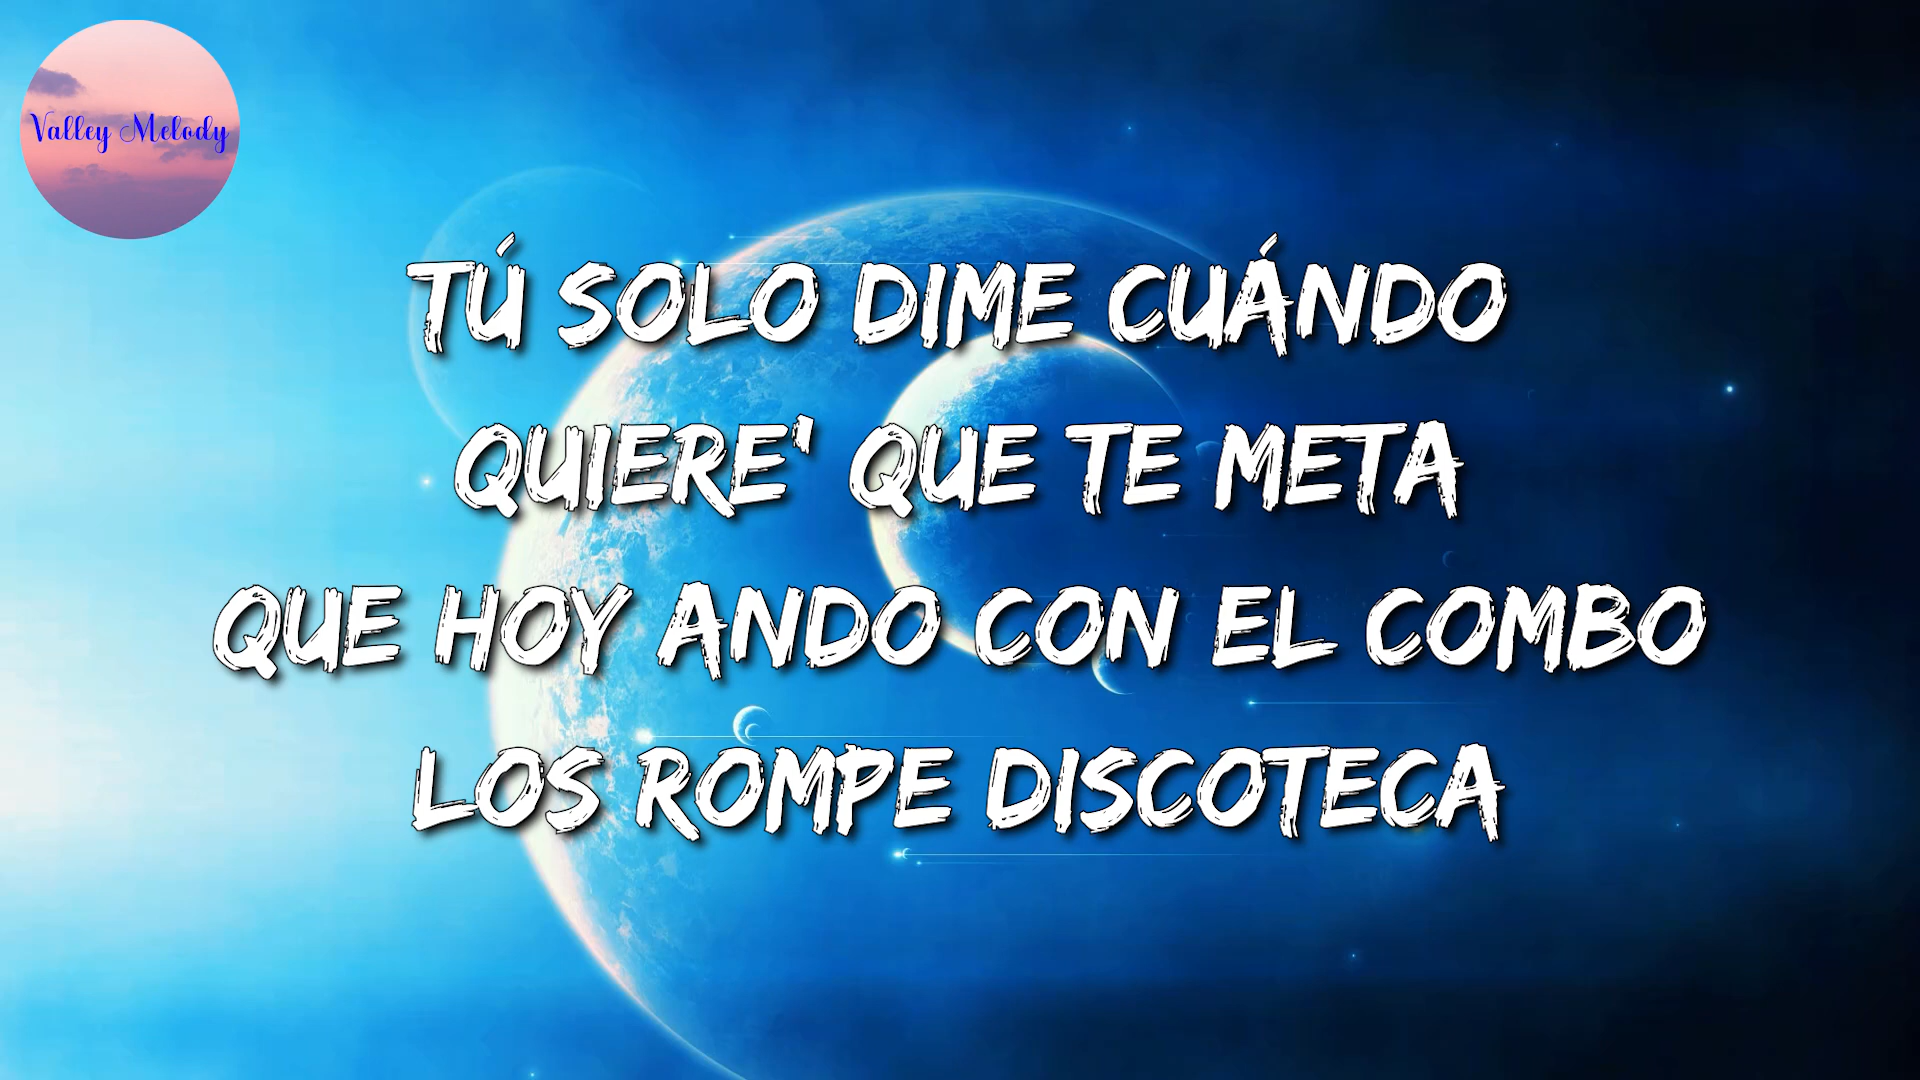 Valley Melody
TÚ SOLO DIME CUÁNDO
QUIERE' QUE TE META
QUE HOY ANDO CON EL COMBO
LOS ROMPE DISCOTECA